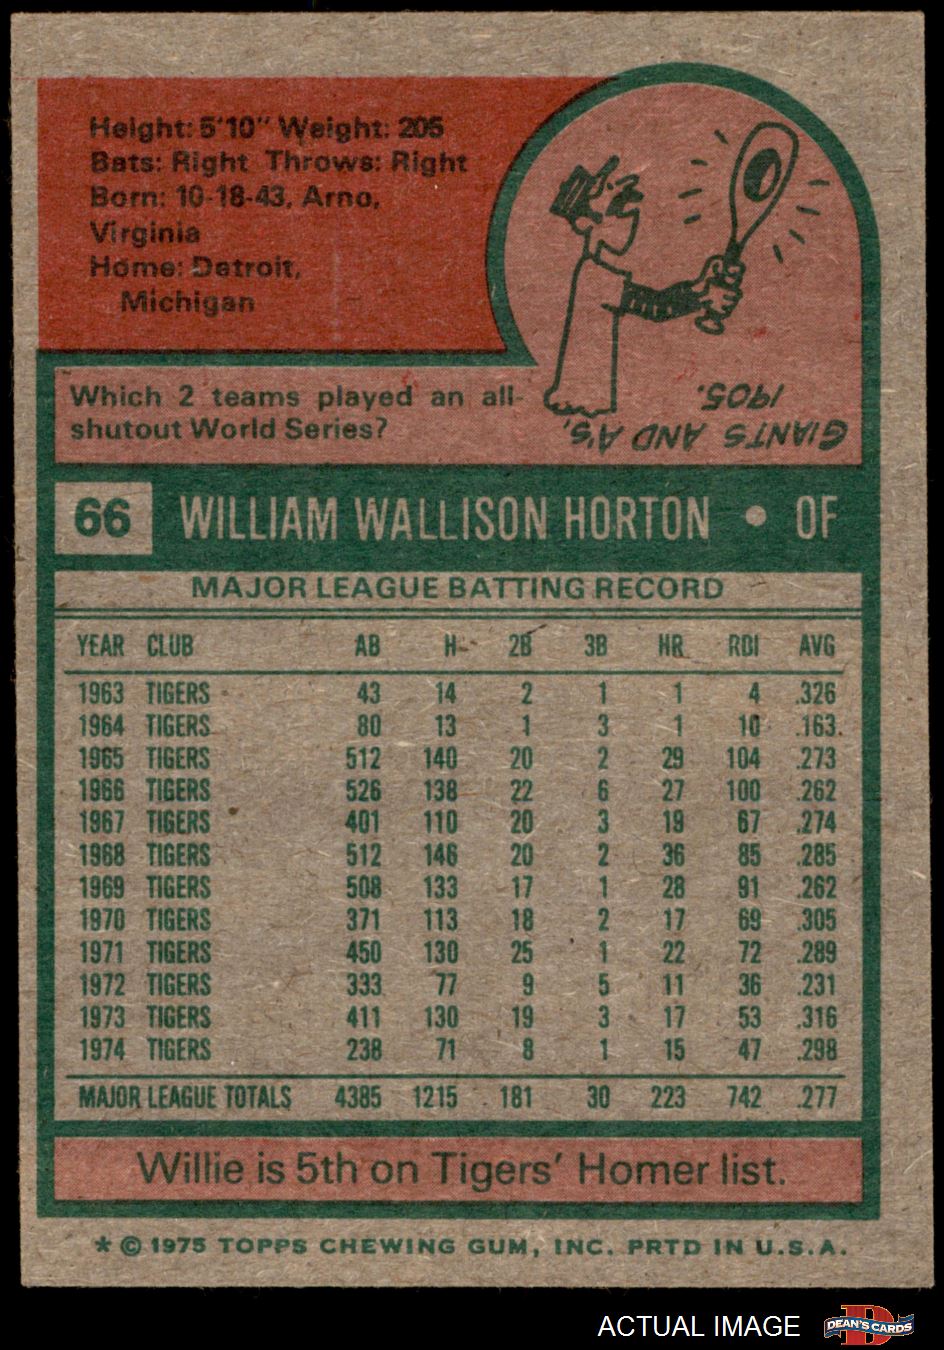 Height: 5'10" Weight: 205
Bats: Right Throws: Right
Born: 10-18-43, Arno,
Virginia
Home: Detroit,
Michigan
Which 2 teams played an all-
shutout World Series?
GIANTS AND A'S,
1905.
66 WILLIAM WALLISON HORTON • OF
MAJOR LEAGUE BATTING RECORD
YEAR CLUB AB H 2B 3B HR RBI AVG
1963 TIGERS 43 14 2 1 1 4 .326
1964 TIGERS 80 13 1 3 1 10 .163
1965 TIGERS 512 140 20 2 29 104 .273
1966 TIGERS 526 138 22 6 27 100 .262
1967 TIGERS 401 110 20 3 19 67 .274
1968 TIGERS 512 146 20 2 36 85 .285
1969 TIGERS 508 133 17 1 28 91 .262
1970 TIGERS 371 113 18 2 17 69 .305
1971 TIGERS 450 130 25 1 22 72 .289
1972 TIGERS 333 77 9 5 11 36 .231
1973 TIGERS 411 130 19 3 17 53 .316
1974 TIGERS 238 71 8 1 15 47 .298
MAJOR LEAGUE TOTALS 4385 1215 181 30 223 742 .277
Willie is 5th on Tigers' Homer list.
* © 1975 TOPPS CHEWING GUM, INC. PRTD IN U.S.A.
ACTUAL IMAGE DEAN'S CARDS